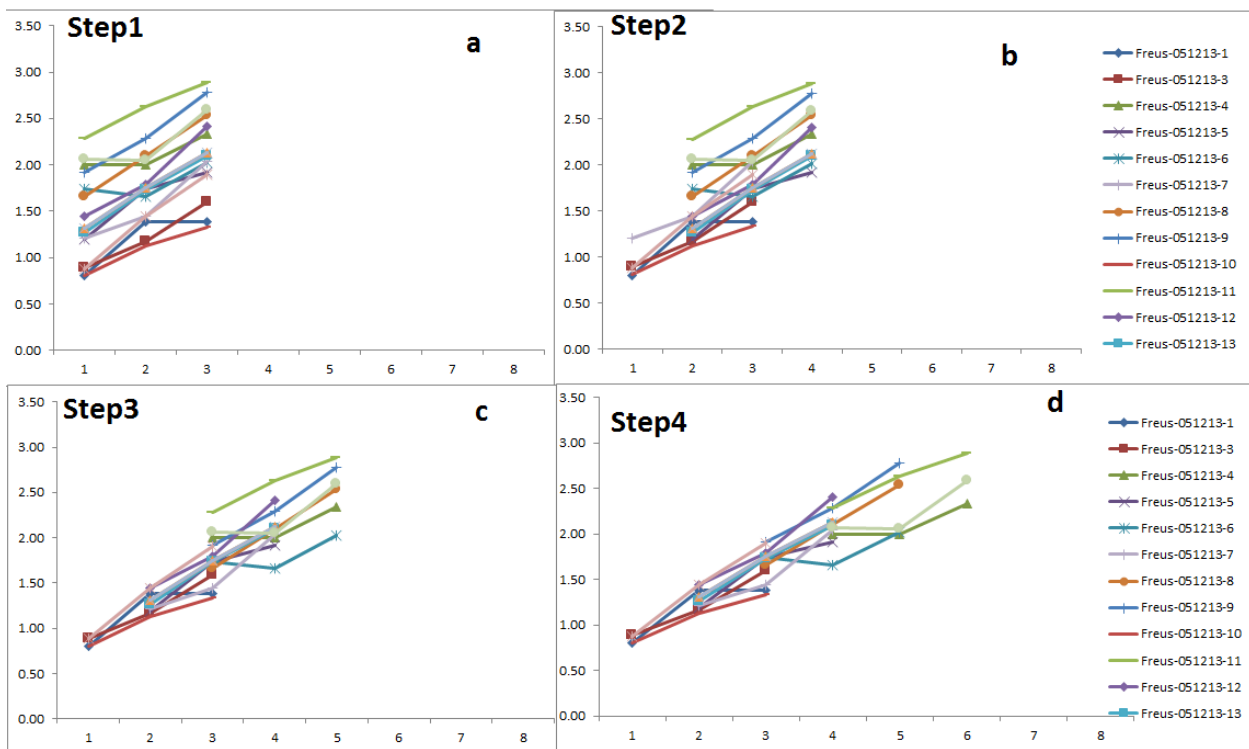 Step1
a
3.50
3.00
2.50
2.00
1.50
1.00
0.50
0.00
1 2 3 4 5 6 7 8
Step2
b
3.50
3.00
2.50
2.00
1.50
1.00
0.50
0.00
1 2 3 4 5 6 7 8
Freus-051213-1
Freus-051213-3
Freus-051213-4
Freus-051213-5
Freus-051213-6
Freus-051213-7
Freus-051213-8
Freus-051213-9
Freus-051213-10
Freus-051213-11
Freus-051213-12
Freus-051213-13
Step3
c
3.50
3.00
2.50
2.00
1.50
1.00
0.50
0.00
1 2 3 4 5 6 7 8
Step4
d
3.50
3.00
2.50
2.00
1.50
1.00
0.50
0.00
1 2 3 4 5 6 7 8
Freus-051213-1
Freus-051213-3
Freus-051213-4
Freus-051213-5
Freus-051213-6
Freus-051213-7
Freus-051213-8
Freus-051213-9
Freus-051213-10
Freus-051213-11
Freus-051213-12
Freus-051213-13